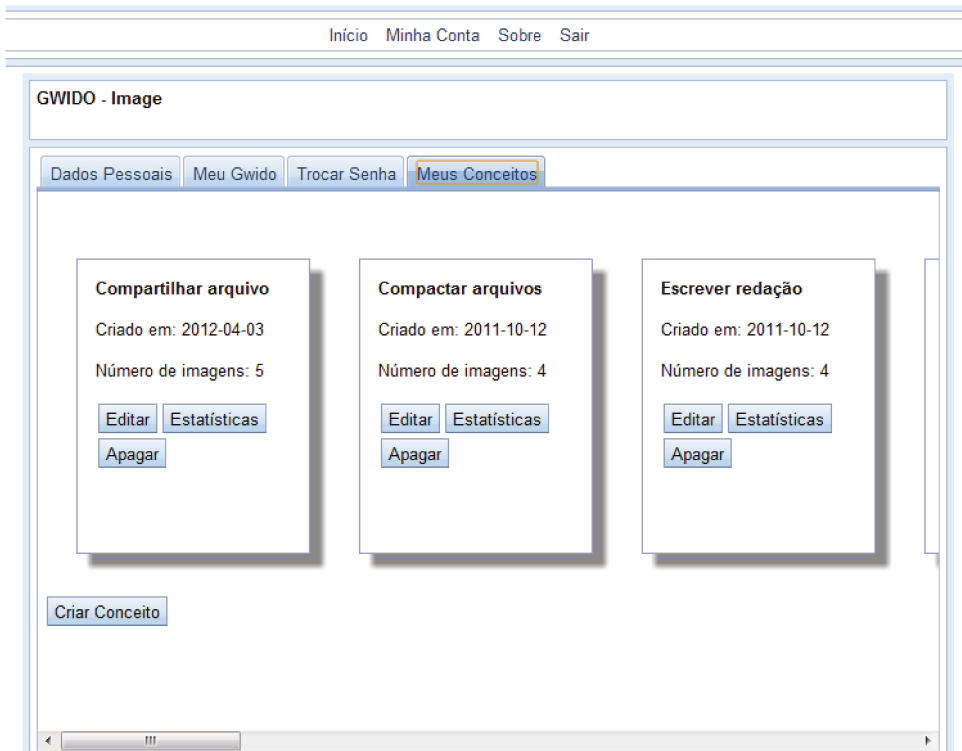 Início Minha Conta Sobre Sair
GWIDO - Image
Dados Pessoais Meu Gwido Trocar Senha Meus Conceitos
Compartilhar arquivo
Criado em: 2012-04-03
Número de imagens: 5
Editar Estatísticas
Apagar
Compactar arquivos
Criado em: 2011-10-12
Número de imagens: 4
Editar Estatísticas
Apagar
Escrever redação
Criado em: 2011-10-12
Número de imagens: 4
Editar Estatísticas
Apagar
Criar Conceito